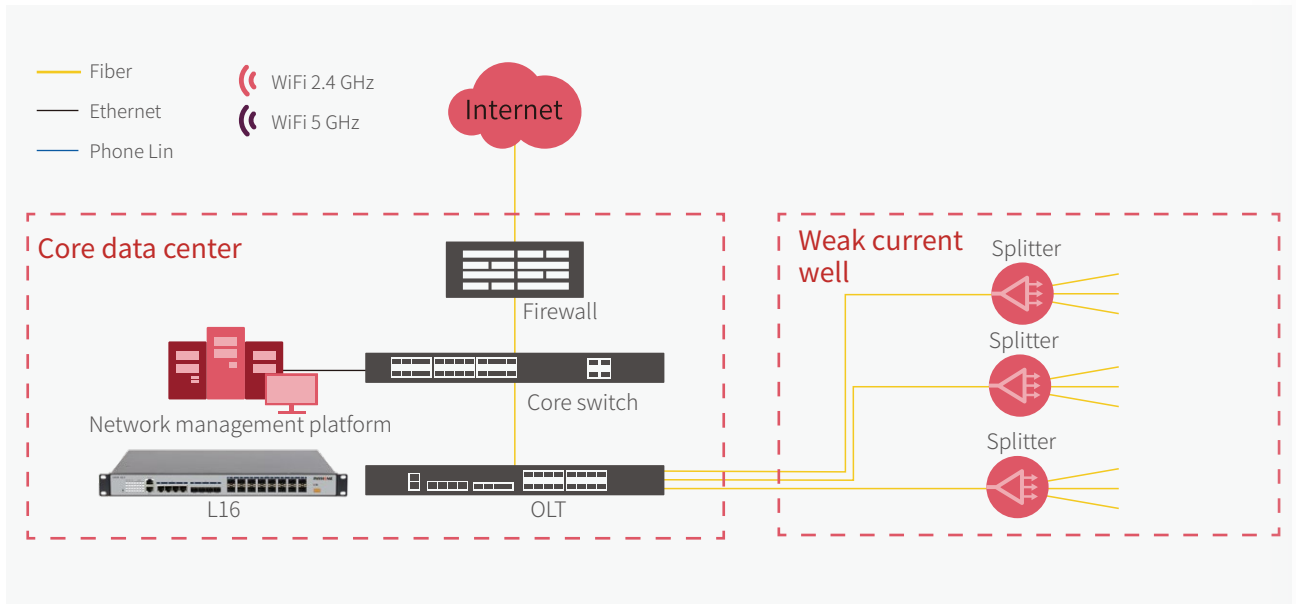 Fiber
WiFi 2.4 GHz
Ethernet
WiFi 5 GHz
Phone Lin
Internet
Core data center
Weak current
well
Splitter
Firewall
Splitter
Core switch
Network management platform
Splitter
L16
OLT